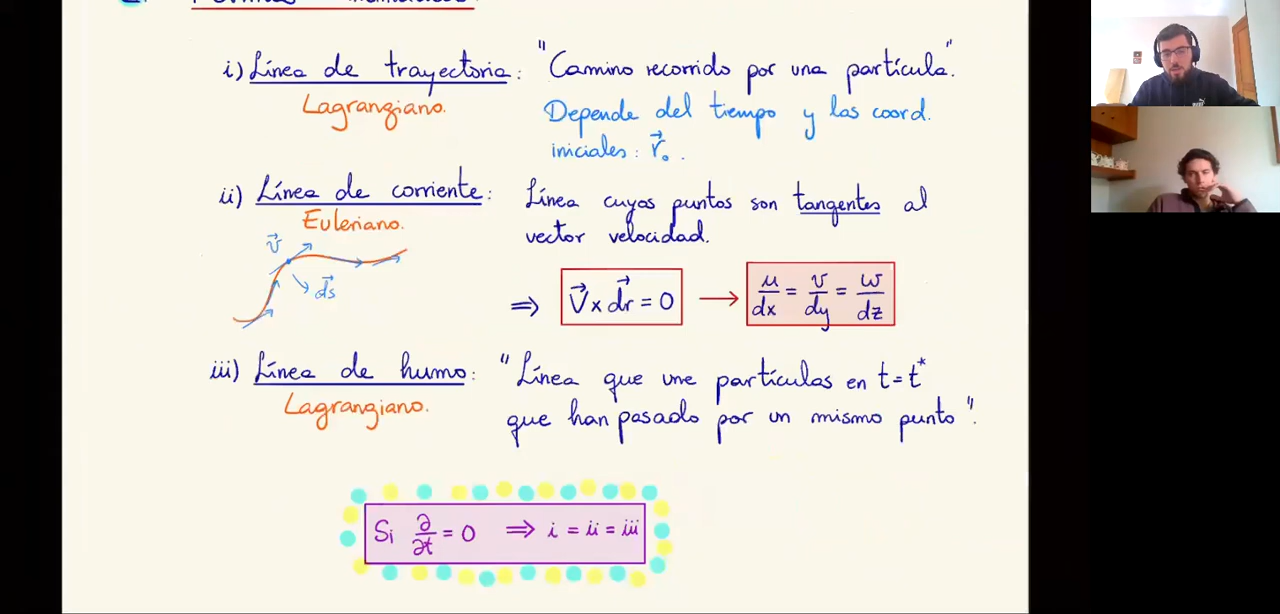 i) Línea de trayectoria: "Camino recorrido por una partícula".
Lagrangiano.
Depende del tiempo y las coord.
iniciales: r⃗₀.
ii) Línea de corriente: Línea cuyos puntos son tangentes al
Euleriano.
vector velocidad.
v⃗
ds⃗
⇒ V⃗ x dr⃗ = 0 → u/dx = v/dy = w/dz
iii) Línea de humo: "Línea que une partículas en t=t*
Lagrangiano.
que han pasado por un mismo punto".
Si ∂/∂t = 0 ⇒ i = ii = iii